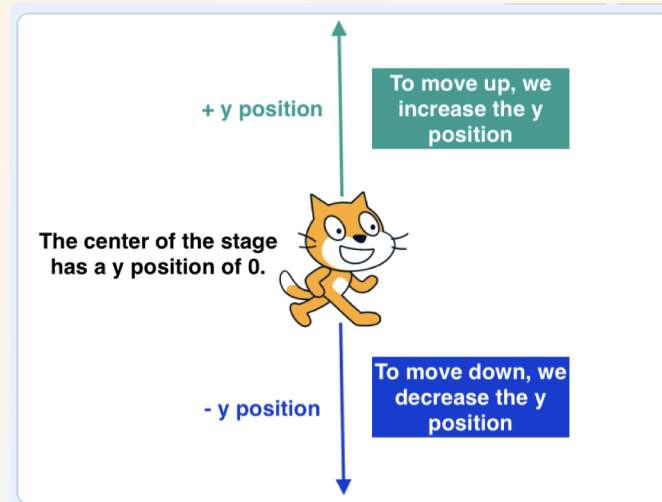 + y position
To move up, we
increase the y
position
The center of the stage
has a y position of 0.
- y position
To move down, we
decrease the y
position